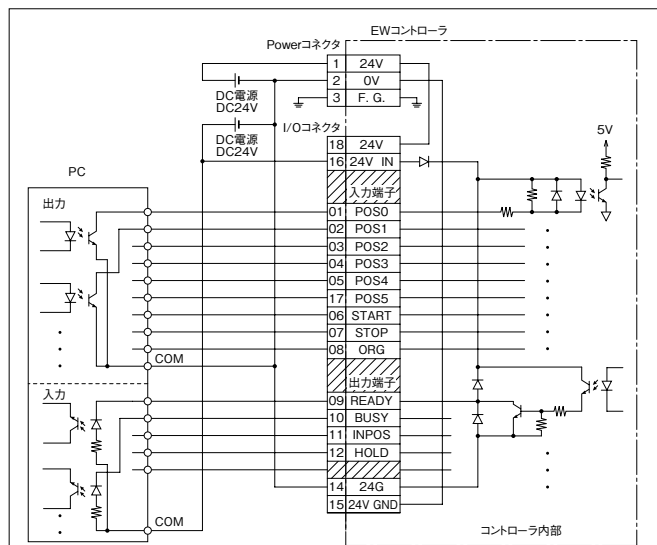 EWコントローラ
Powerコネクタ
1 24V
2 0V
3 F. G.
DC電源
DC24V
I/Oコネクタ
DC電源
DC24V
18 24V
16 24V IN
5V
PC
入力端子
出力
01 POS0
02 POS1
03 POS2
04 POS3
05 POS4
17 POS5
06 START
07 STOP
08 ORG
COM
出力端子
入力
09 READY
10 BUSY
11 INPOS
12 HOLD
14 24G
COM
15 24V GND
コントローラ内部